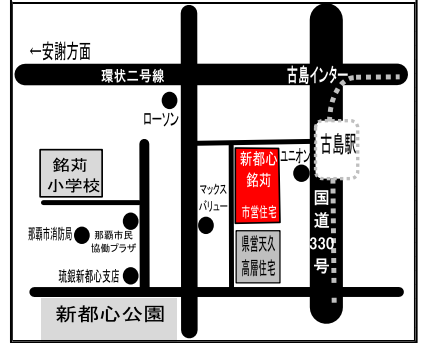 ←安謝方面
環状二号線
古島インター
ローソン
古島駅
新都心
銘苅
市営住宅
ユニオン
銘苅
小学校
マックス
バリュー
国道330号
那覇市消防局
那覇市民
協働プラザ
県営天久
高層住宅
琉銀新都心支店
新都心公園